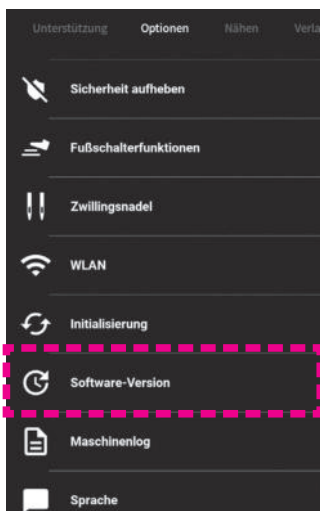 Unterstützung Optionen Nähen Verla
Sicherheit aufheben
Fußschalterfunktionen
Zwillingsnadel
WLAN
Initialisierung
Software-Version
Maschinenlog
Sprache